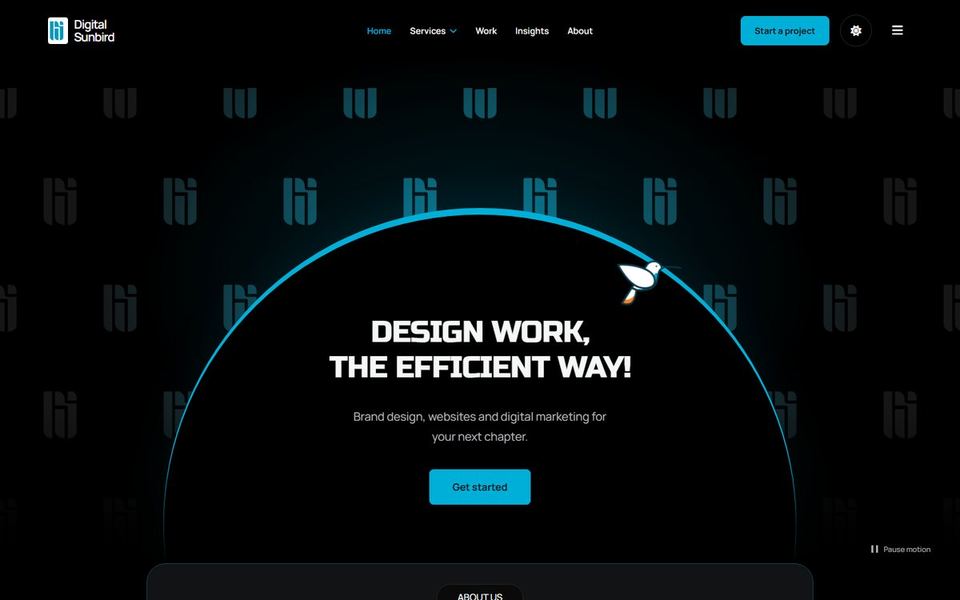 Digital
Sunbird
Home
Services
Work
Insights
About
Start a project
DESIGN WORK,
THE EFFICIENT WAY!
Brand design, websites and digital marketing for
your next chapter.
Get started
Pause motion
ABOUT US